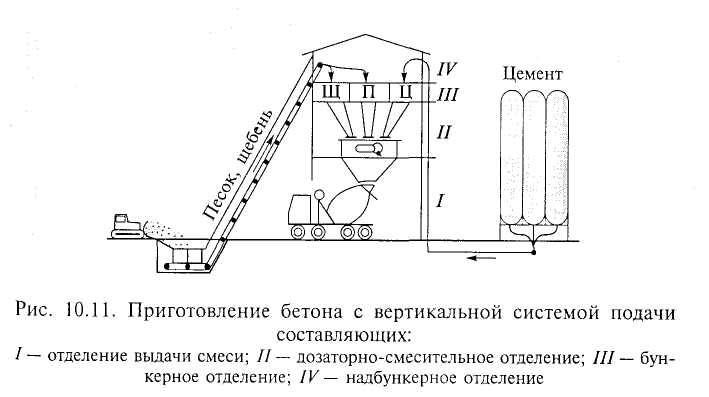 IV
Цемент
Щ П Ц
III
II
Песок, щебень
I
Рис. 10.11. Приготовление бетона с вертикальной системой подачи
составляющих:
I — отделение выдачи смеси; II — дозаторно-смесительное отделение; III — бун-
керное отделение; IV — надбункерное отделение